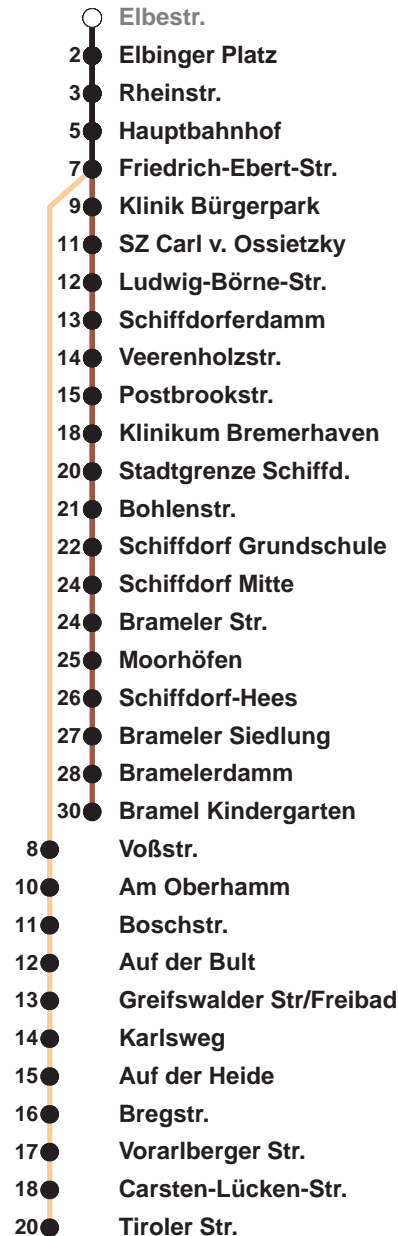 Elbestr.
2 Elbinger Platz
3 Rheinstr.
5 Hauptbahnhof
7 Friedrich-Ebert-Str.
9 Klinik Bürgerpark
11 SZ Carl v. Ossietzky
12 Ludwig-Börne-Str.
13 Schiffdorferdamm
14 Veerenholzstr.
15 Postbrookstr.
18 Klinikum Bremerhaven
20 Stadtgrenze Schiffd.
21 Bohlenstr.
22 Schiffdorf Grundschule
24 Schiffdorf Mitte
24 Brameler Str.
25 Moorhöfen
26 Schiffdorf-Hees
27 Brameler Siedlung
28 Bramelerdamm
30 Bramel Kindergarten
8 Voßstr.
10 Am Oberhamm
11 Boschstr.
12 Auf der Bult
13 Greifswalder Str/Freibad
14 Karlsweg
15 Auf der Heide
16 Bregstr.
17 Vorarlberger Str.
18 Carsten-Lücken-Str.
20 Tiroler Str.